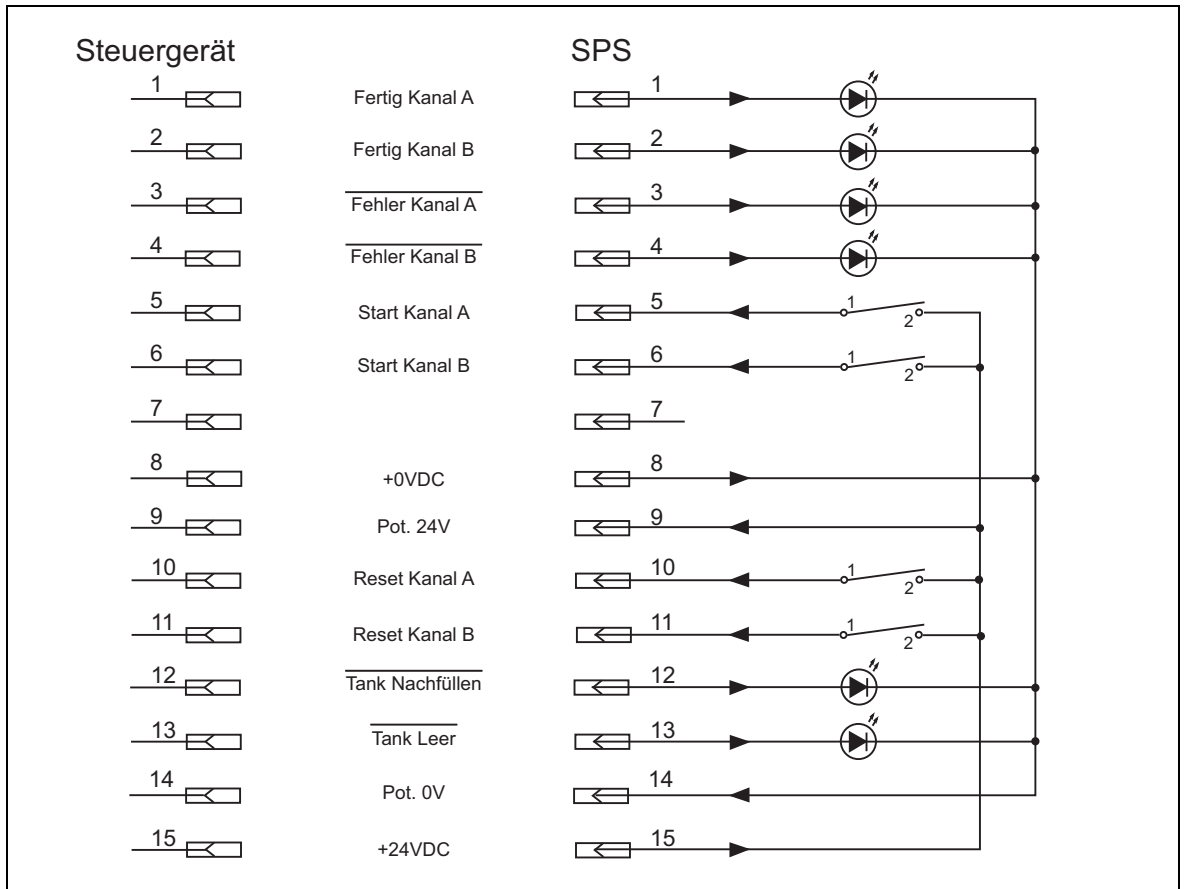 Steuergerät SPS
1 Fertig Kanal A 1
2 Fertig Kanal B 2
3 Fehler Kanal A 3
4 Fehler Kanal B 4
5 Start Kanal A 5 1 2
6 Start Kanal B 6 1 2
7 7
8 +0VDC 8
9 Pot. 24V 9
10 Reset Kanal A 10 1 2
11 Reset Kanal B 11 1 2
12 Tank Nachfüllen 12
13 Tank Leer 13
14 Pot. 0V 14
15 +24VDC 15